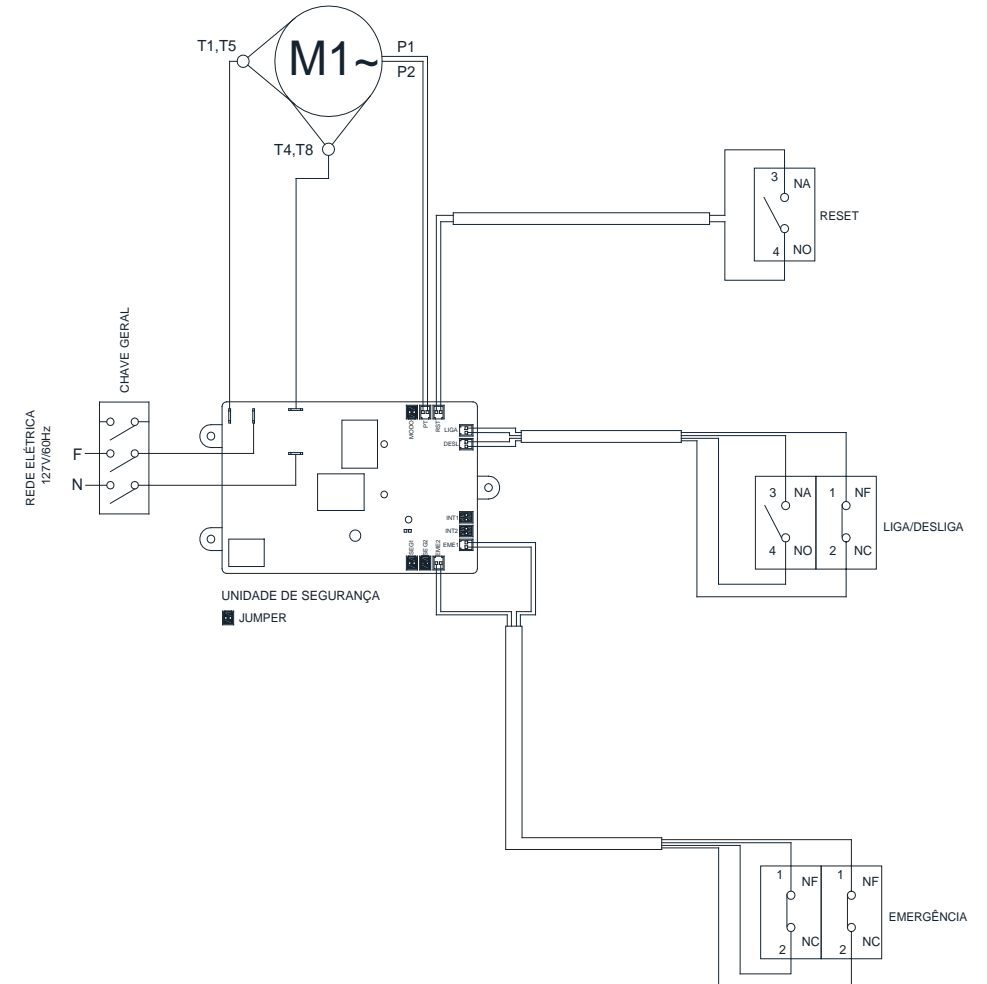 T1,T5
M1~
P1
P2
T4,T8
3
NA
4
NO
RESET
CHAVE GERAL
REDE ELÉTRICA
127V/60Hz
F
N
MODO
PT
RST
LIGA
DESL
INT1
INT2
EME1
SEG1
SEG2
EME2
3
NA
4
NO
1
NF
2
NC
LIGA/DESLIGA
UNIDADE DE SEGURANÇA
JUMPER
1
NF
NC
2
1
NF
NC
2
EMERGÊNCIA